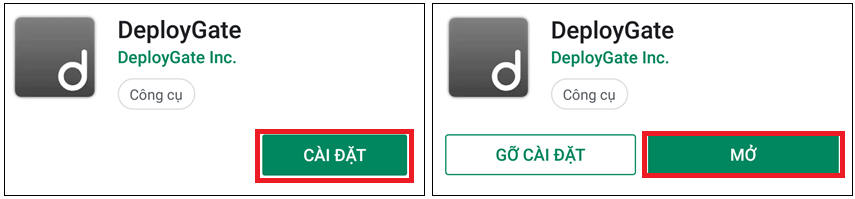 d
DeployGate
DeployGate Inc.
Công cụ
CÀI ĐẶT
d
DeployGate
DeployGate Inc.
Công cụ
GỠ CÀI ĐẶT
MỞ